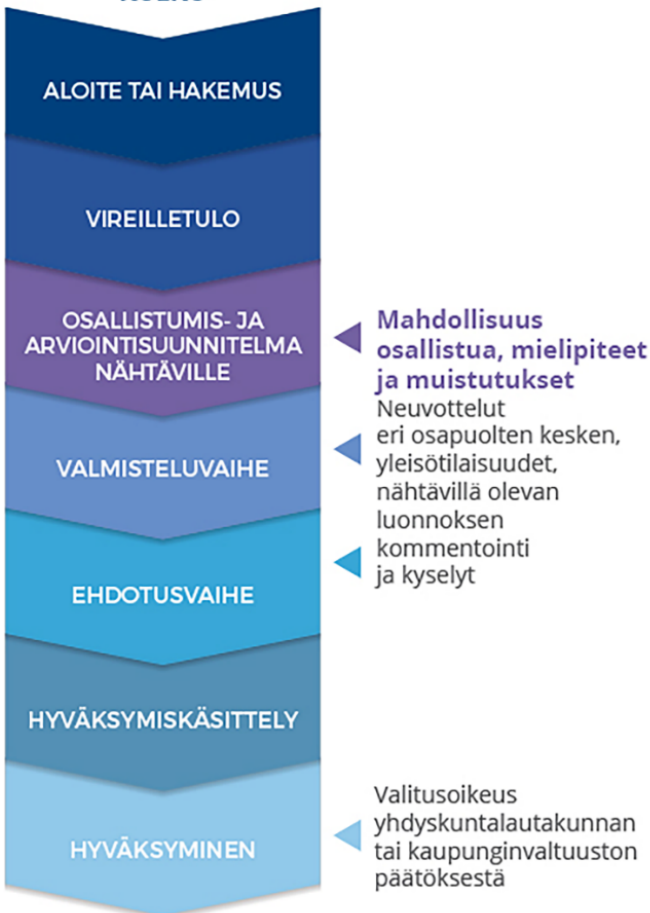 ALOITE TAI HAKEMUS
VIREILLETULO
OSALLISTUMIS- JA
ARVIOINTISUUNNITELMA
NÄHTÄVILLE
Mahdollisuus
osallistua, mielipiteet
ja muistutukset
VALMISTELUVAIHE
Neuvottelut
eri osapuolten kesken,
yleisötilaisuudet,
nähtävillä olevan
luonnoksen
kommentointi
ja kyselyt
EHDOTUSVAIHE
HYVÄKSYMISKÄSITTELY
HYVÄKSYMINEN
Valitusoikeus
yhdyskuntalautakunnan
tai kaupunginvaltuuston
päätöksestä